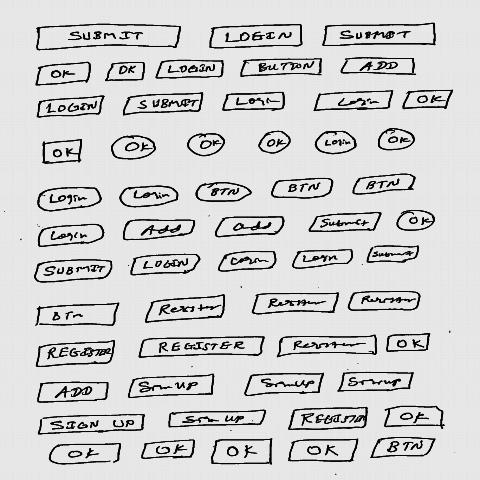 SUBMIT LOGIN SUBMIT
OK OK LOGIN BUTTON ADD
LOGIN SUBMIT Login Login OK
OK OK OK OK Login OK
Login Login BTN BTN BTN
Login Add add Submit OK
SUBMIT LOGIN Login Login Submit
BTn Register Register Register
REGISTER REGISTER Register OK
ADD SignUp SignUp Signup
SIGN UP Sign UP REGISTER OK
OK OK OK OK BTN